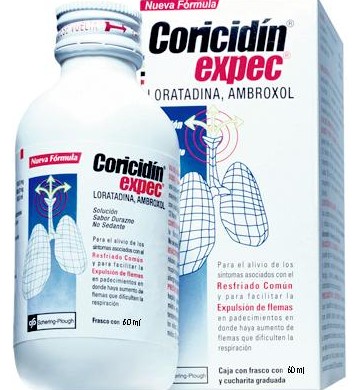 Nueva Fórmula
Coricidín®
expec®
LORATADINA, AMBROXOL
Nueva Fórmula
Coricidín®
expec®
LORATADINA, AMBROXOL
Solución
Sabor Durazno
No Sedante
Para el alivio de los
síntomas asociados con el
Resfriado Común
y para facilitar la
Expulsión de flemas
en padecimientos en
donde haya aumento de
flemas que dificulten la
respiración
Schering-Plough
Frasco con 60 ml
Para el alivio de los
síntomas asociados con el
Resfriado Común
y para facilitar la
Expulsión de flemas
en padecimientos en
donde haya aumento de
flemas que dificulten la
respiración
Caja con frasco con 60 ml
y cucharita graduada